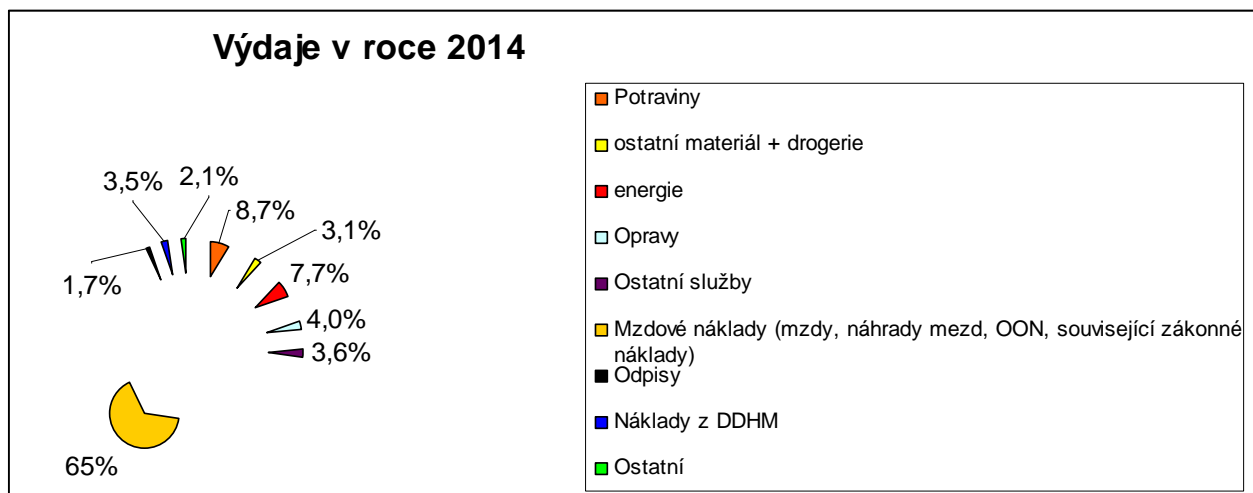 Výdaje v roce 2014
3,5%
2,1%
8,7%
3,1%
1,7%
7,7%
4,0%
3,6%
65%
Potraviny
ostatní materiál + drogerie
energie
Opravy
Ostatní služby
Mzdové náklady (mzdy, náhrady mezd, OON, související zákonné
náklady)
Odpisy
Náklady z DDHM
Ostatní